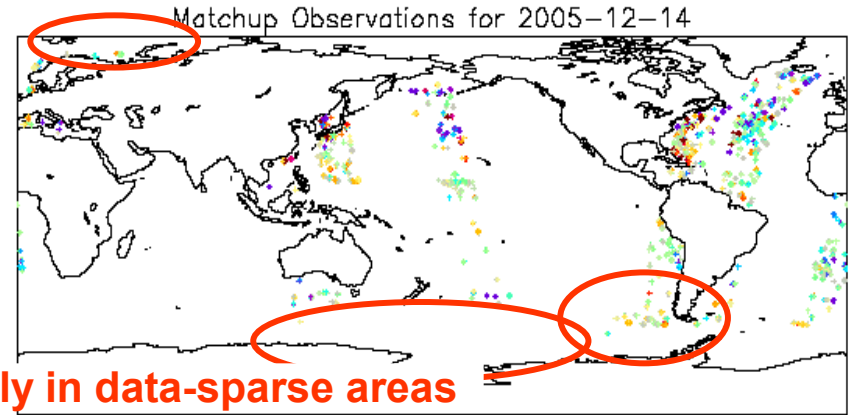 Matchup Observations for 2005-12-14
ly in data-sparse areas